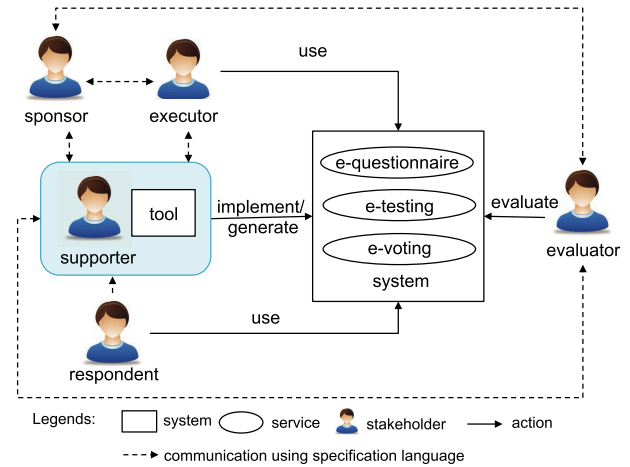 use
sponsor
executor
e-questionnaire
tool
implement/
generate
e-testing
evaluate
supporter
e-voting
evaluator
system
use
respondent
Legends:
system
service
stakeholder
action
communication using specification language